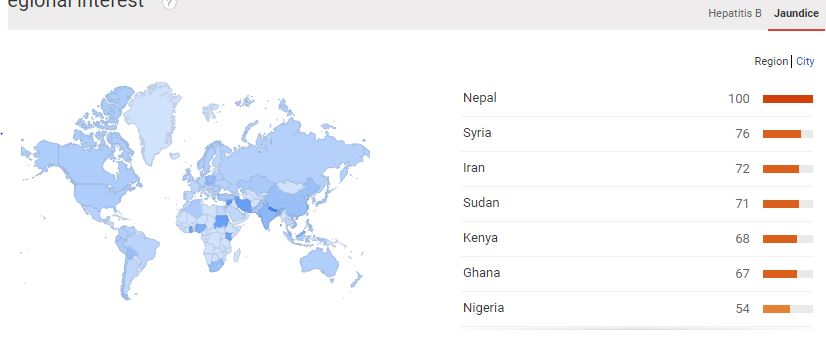 egional interest ?
Hepatitis B Jaundice
Region | City
Nepal 100
Syria 76
Iran 72
Sudan 71
Kenya 68
Ghana 67
Nigeria 54